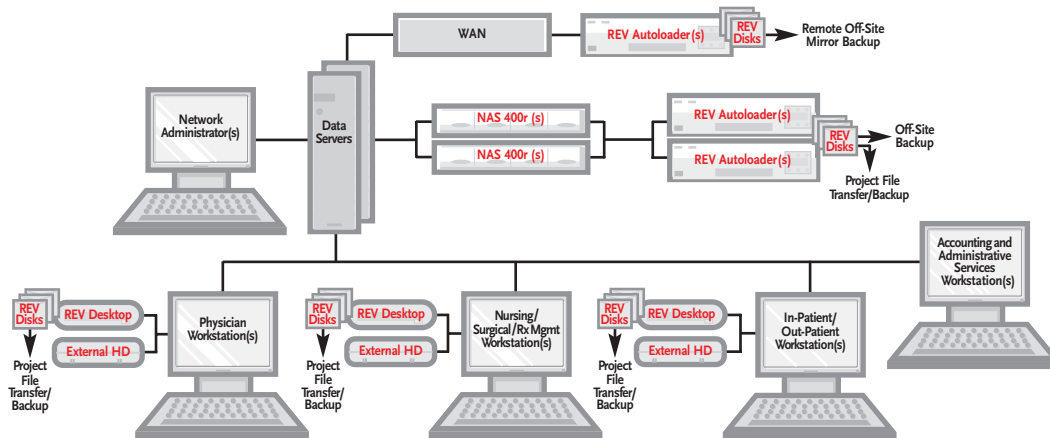 WAN
REV Autoloader(s)
REV
Disks
Remote Off-Site
Mirror Backup
Network
Administrator(s)
Data
Servers
NAS 400r (s)
NAS 400r (s)
REV Autoloader(s)
REV Autoloader(s)
REV
Disks
Off-Site
Backup
Project File
Transfer/Backup
Accounting and
Administrative
Services
Workstation(s)
REV
Disks
REV Desktop
External HD
Project
File
Transfer/
Backup
Physician
Workstation(s)
REV
Disks
REV Desktop
External HD
Project
File
Transfer/
Backup
Nursing/
Surgical/Rx Mgmt
Workstation(s)
REV
Disks
REV Desktop
External HD
Project
File
Transfer/
Backup
In-Patient/
Out-Patient
Workstation(s)